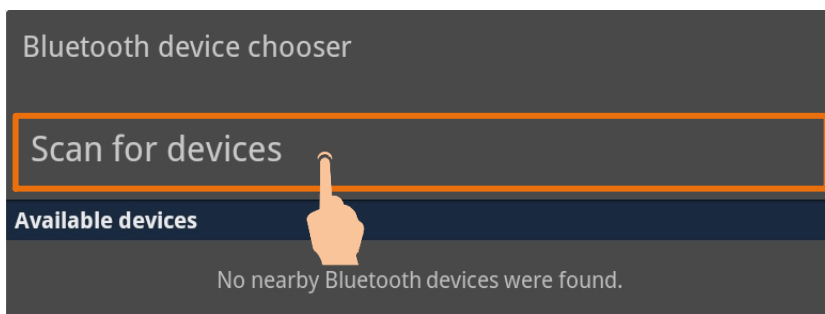 Bluetooth device chooser
Scan for devices
Available devices
No nearby Bluetooth devices were found.